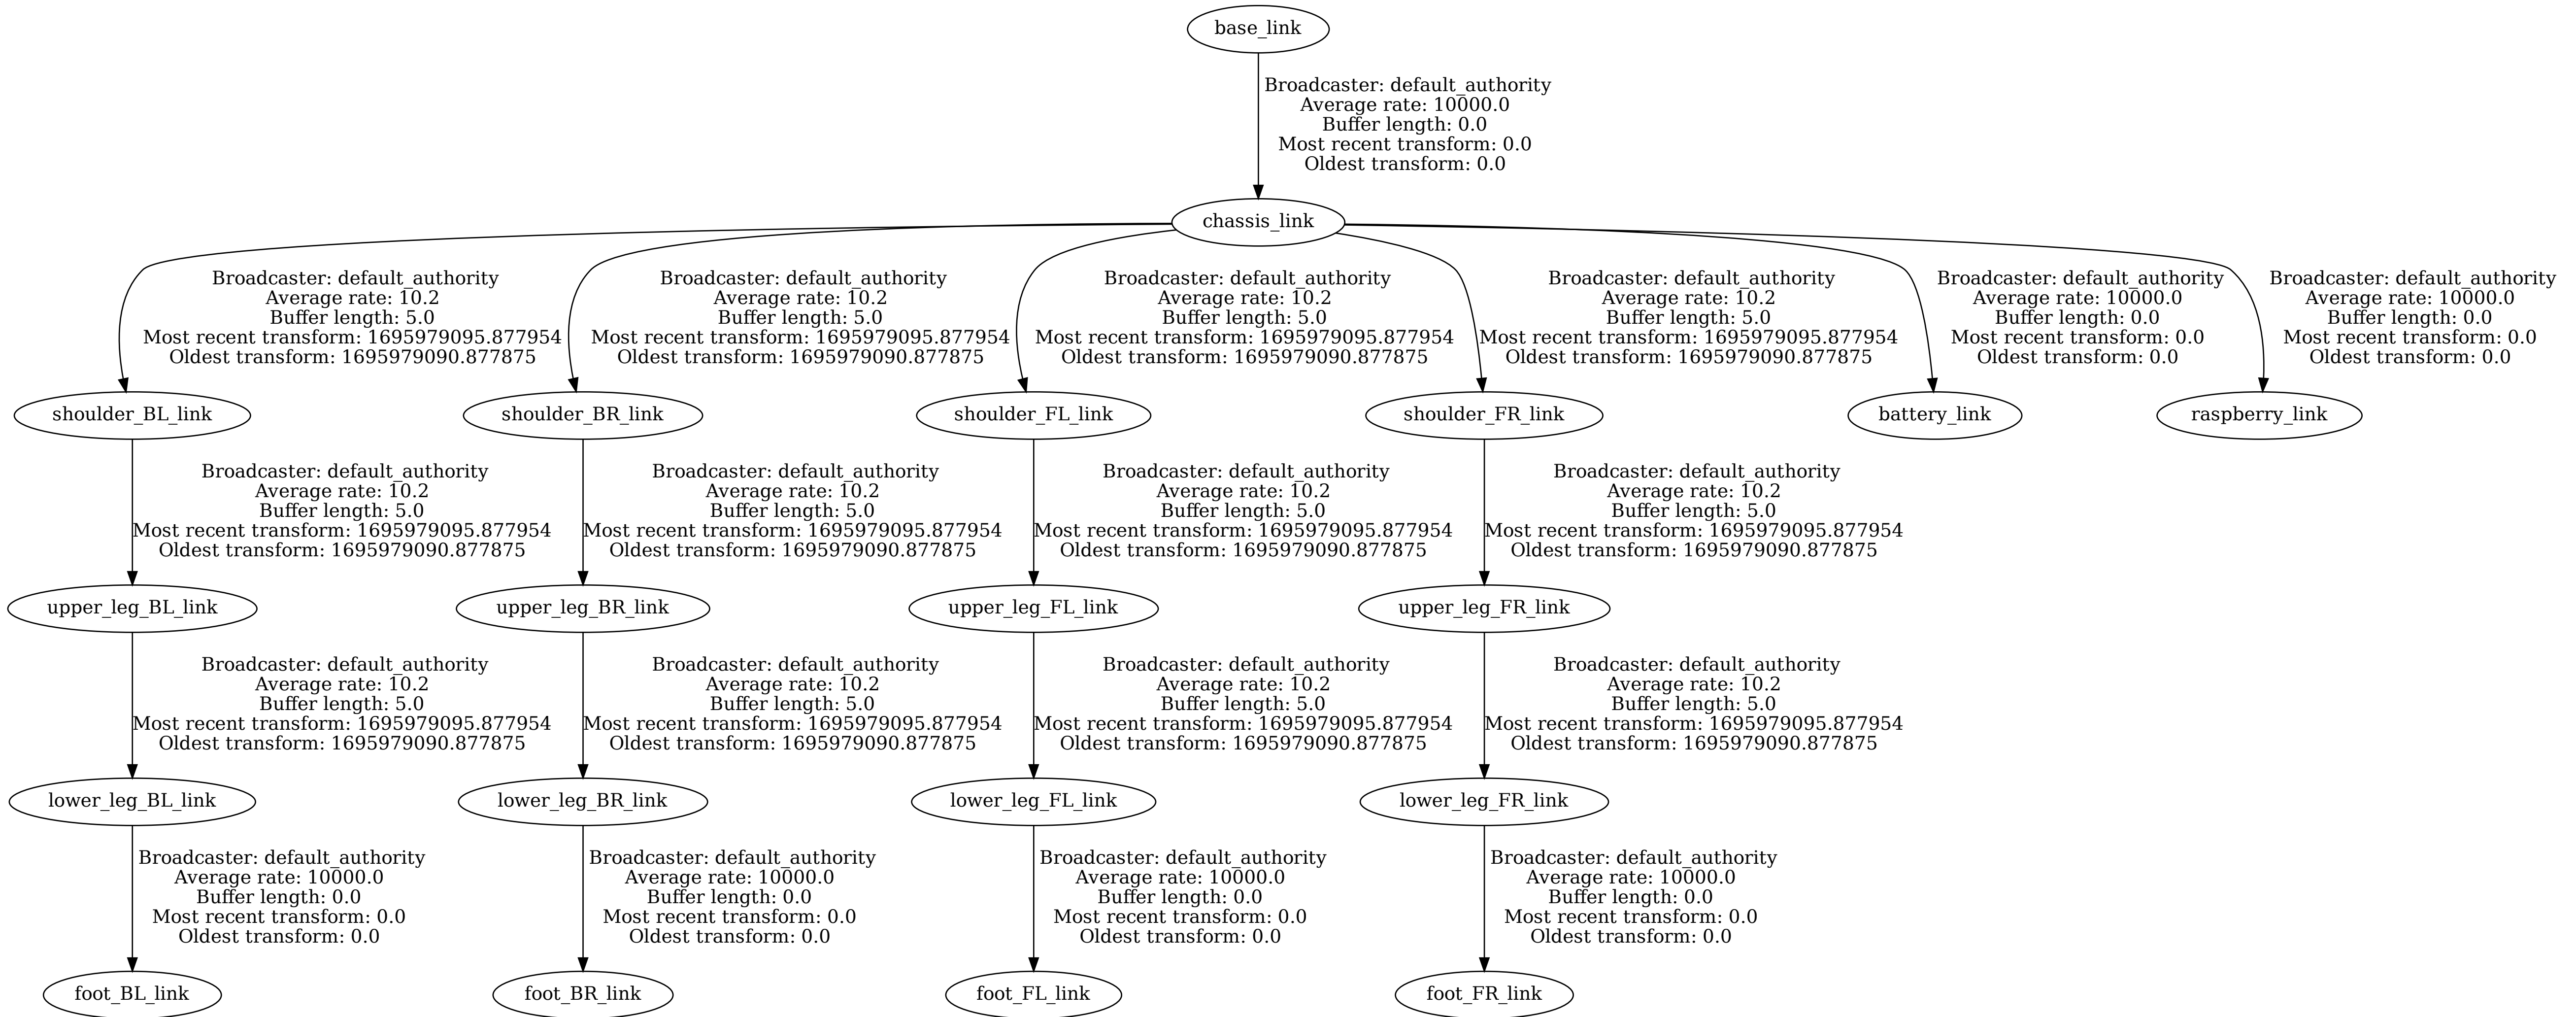 base_link
Broadcaster: default_authority
Average rate: 10000.0
Buffer length: 0.0
Most recent transform: 0.0
Oldest transform: 0.0
chassis_link
Broadcaster: default_authority
Average rate: 10.2
Buffer length: 5.0
Most recent transform: 1695979095.877954
Oldest transform: 1695979090.877875
Broadcaster: default_authority
Average rate: 10.2
Buffer length: 5.0
Most recent transform: 1695979095.877954
Oldest transform: 1695979090.877875
Broadcaster: default_authority
Average rate: 10.2
Buffer length: 5.0
Most recent transform: 1695979095.877954
Oldest transform: 1695979090.877875
Broadcaster: default_authority
Average rate: 10.2
Buffer length: 5.0
Most recent transform: 1695979095.877954
Oldest transform: 1695979090.877875
Broadcaster: default_authority
Average rate: 10000.0
Buffer length: 0.0
Most recent transform: 0.0
Oldest transform: 0.0
Broadcaster: default_authority
Average rate: 10000.0
Buffer length: 0.0
Most recent transform: 0.0
Oldest transform: 0.0
shoulder_BL_link
shoulder_BR_link
shoulder_FL_link
shoulder_FR_link
battery_link
raspberry_link
Broadcaster: default_authority
Average rate: 10.2
Buffer length: 5.0
Most recent transform: 1695979095.877954
Oldest transform: 1695979090.877875
Broadcaster: default_authority
Average rate: 10.2
Buffer length: 5.0
Most recent transform: 1695979095.877954
Oldest transform: 1695979090.877875
Broadcaster: default_authority
Average rate: 10.2
Buffer length: 5.0
Most recent transform: 1695979095.877954
Oldest transform: 1695979090.877875
Broadcaster: default_authority
Average rate: 10.2
Buffer length: 5.0
Most recent transform: 1695979095.877954
Oldest transform: 1695979090.877875
upper_leg_BL_link
upper_leg_BR_link
upper_leg_FL_link
upper_leg_FR_link
Broadcaster: default_authority
Average rate: 10.2
Buffer length: 5.0
Most recent transform: 1695979095.877954
Oldest transform: 1695979090.877875
Broadcaster: default_authority
Average rate: 10.2
Buffer length: 5.0
Most recent transform: 1695979095.877954
Oldest transform: 1695979090.877875
Broadcaster: default_authority
Average rate: 10.2
Buffer length: 5.0
Most recent transform: 1695979095.877954
Oldest transform: 1695979090.877875
Broadcaster: default_authority
Average rate: 10.2
Buffer length: 5.0
Most recent transform: 1695979095.877954
Oldest transform: 1695979090.877875
lower_leg_BL_link
lower_leg_BR_link
lower_leg_FL_link
lower_leg_FR_link
Broadcaster: default_authority
Average rate: 10000.0
Buffer length: 0.0
Most recent transform: 0.0
Oldest transform: 0.0
Broadcaster: default_authority
Average rate: 10000.0
Buffer length: 0.0
Most recent transform: 0.0
Oldest transform: 0.0
Broadcaster: default_authority
Average rate: 10000.0
Buffer length: 0.0
Most recent transform: 0.0
Oldest transform: 0.0
Broadcaster: default_authority
Average rate: 10000.0
Buffer length: 0.0
Most recent transform: 0.0
Oldest transform: 0.0
foot_BL_link
foot_BR_link
foot_FL_link
foot_FR_link